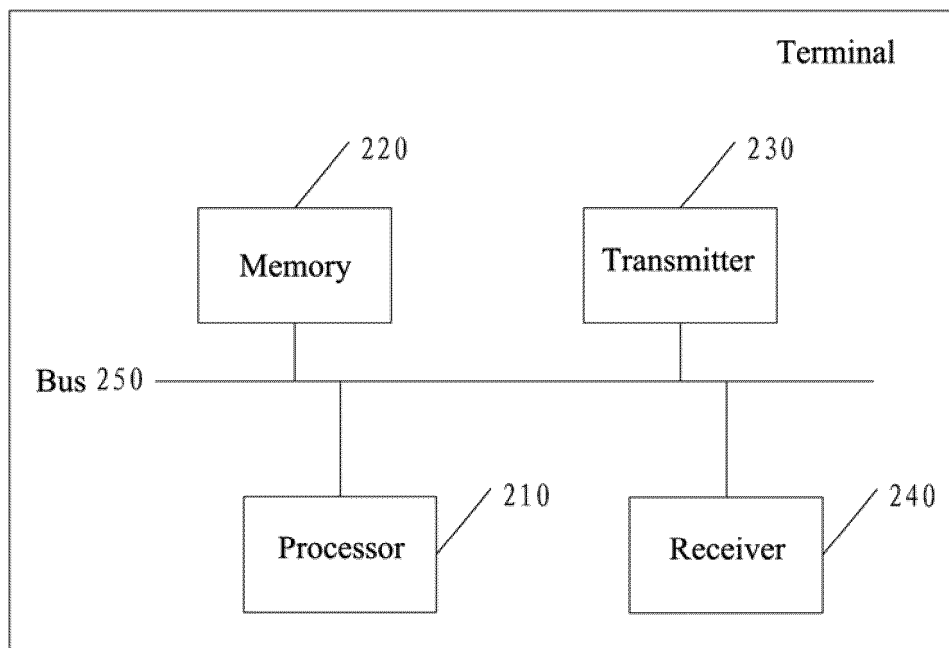 Terminal
220
230
Memory
Transmitter
Bus 250
210
240
Processor
Receiver